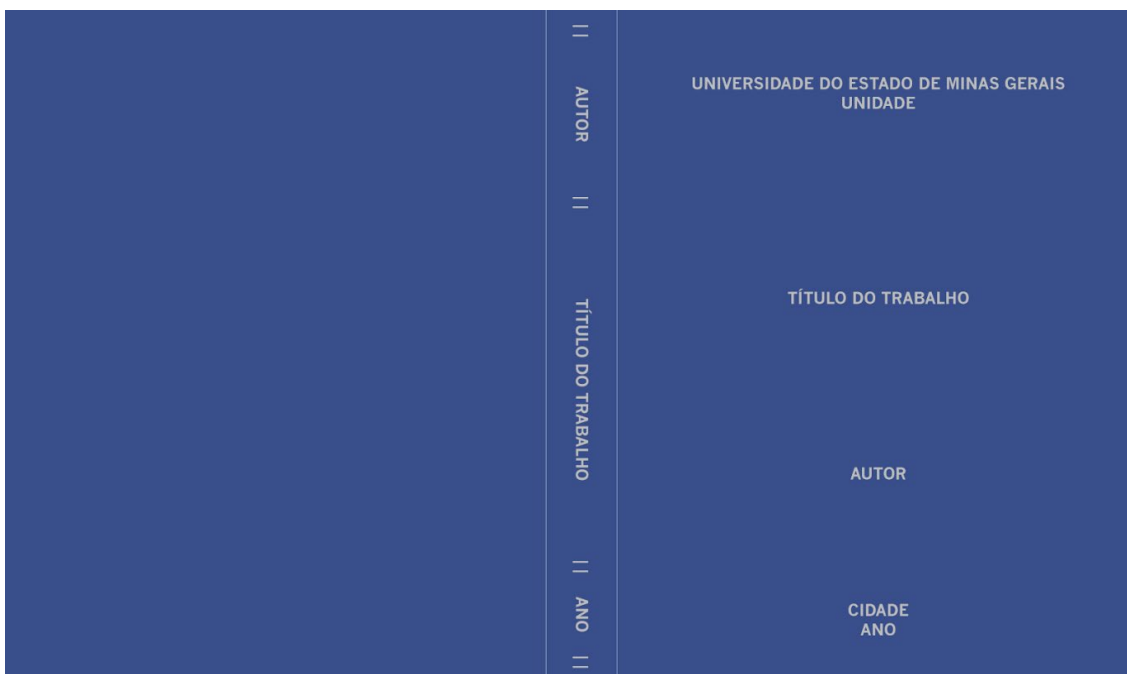 AUTOR
TÍTULO DO TRABALHO
ANO
UNIVERSIDADE DO ESTADO DE MINAS GERAIS
UNIDADE
TÍTULO DO TRABALHO
AUTOR
CIDADE
ANO